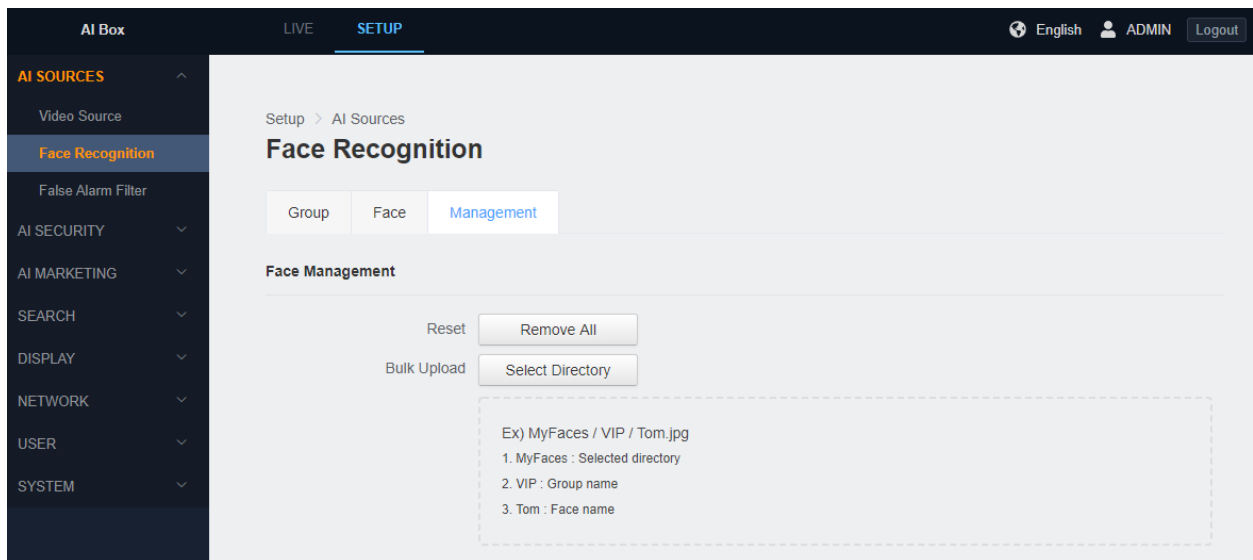 AI Box LIVE SETUP English ADMIN Logout
AI SOURCES
Video Source
Face Recognition
False Alarm Filter
AI SECURITY
AI MARKETING
SEARCH
DISPLAY
NETWORK
USER
SYSTEM
Setup > AI Sources
Face Recognition
Group Face Management
Face Management
Reset Remove All
Bulk Upload Select Directory
Ex) MyFaces / VIP / Tom.jpg
1. MyFaces : Selected directory
2. VIP : Group name
3. Tom : Face name